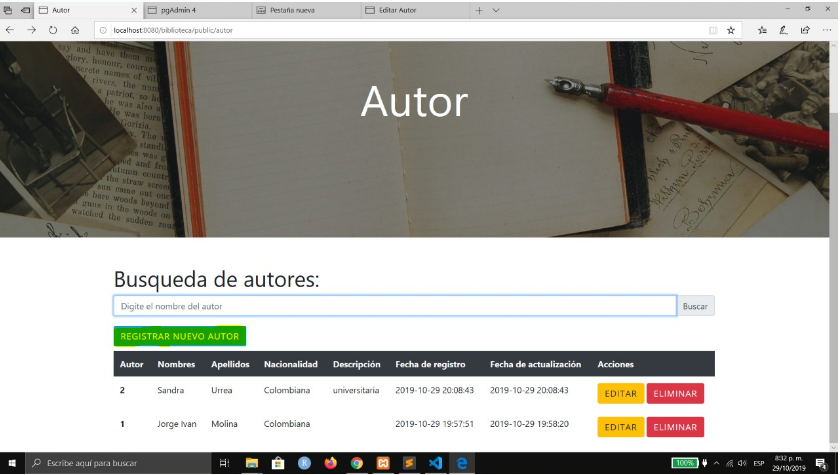 Autor
pgAdmin 4
Pestaña nueva
Editar Autor
localhost:8080/biblioteca/public/autor
Autor
Busqueda de autores:
Digite el nombre del autor
Buscar
REGISTRAR NUEVO AUTOR
Autor Nombres Apellidos Nacionalidad Descripción Fecha de registro Fecha de actualización Acciones
2 Sandra Urrea Colombiana universitaria 2019-10-29 20:08:43 2019-10-29 20:08:43 EDITAR ELIMINAR
1 Jorge Ivan Molina Colombiana 2019-10-29 19:57:51 2019-10-29 19:58:20 EDITAR ELIMINAR
Escribe aquí para buscar
100%
ESP
8:32 p. m.
29/10/2019